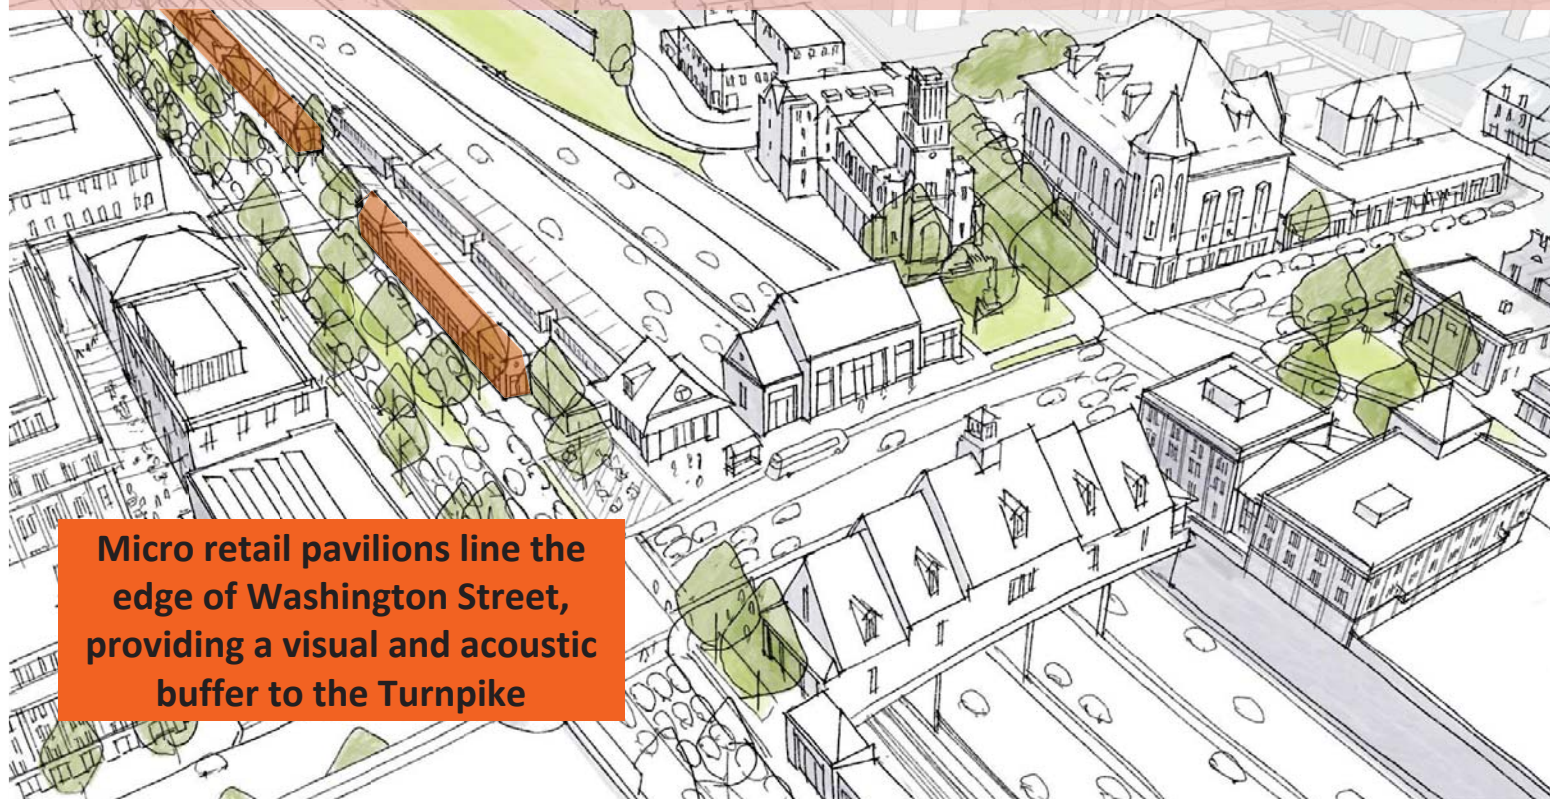 Micro retail pavilions line the
edge of Washington Street,
providing a visual and acoustic
buffer to the Turnpike